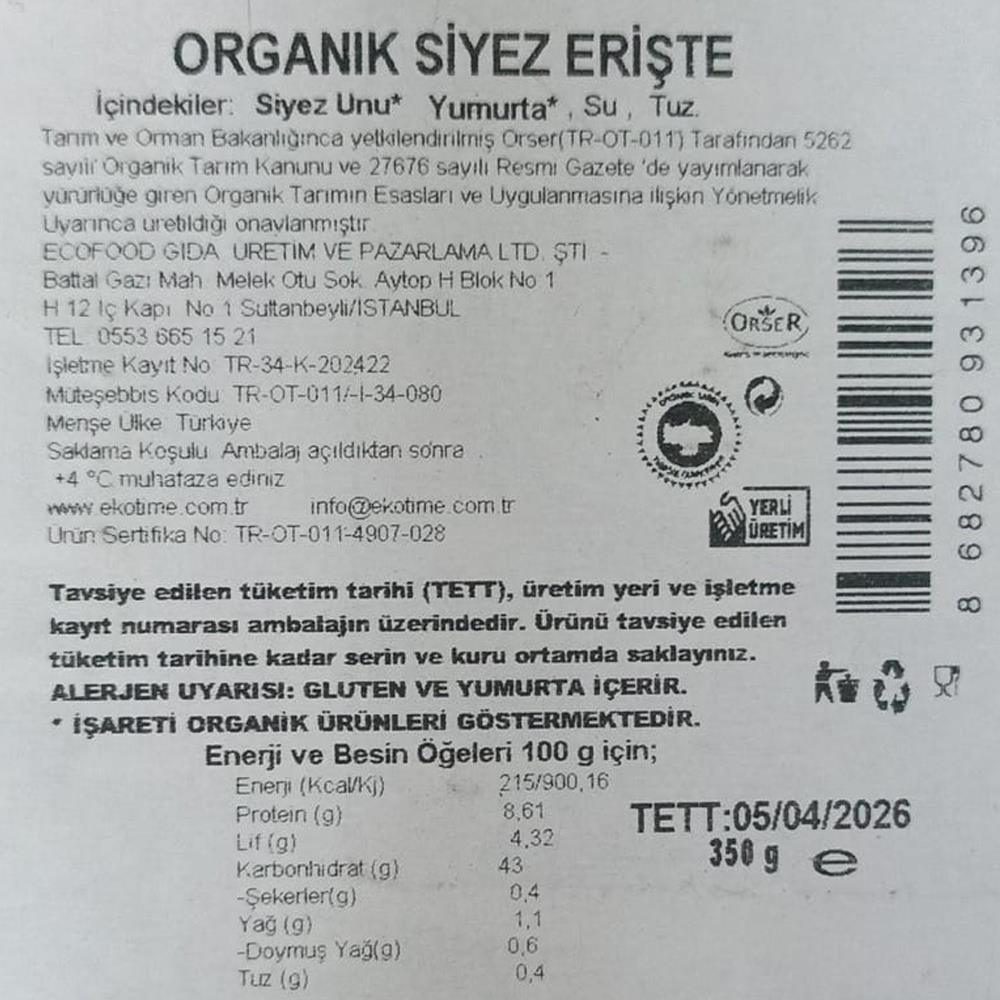 ORGANIK SİYEZ ERİŞTE
İçindekiler: Siyez Unu* Yumurta* , Su , Tuz.
Tarım ve Orman Bakanlığınca yetkilendirilmiş Orser(TR-OT-011) Tarafından 5262
sayılı Organik Tarım Kanunu ve 27676 sayılı Resmi Gazete 'de yayımlanarak
yürürlüğe giren Organik Tarımın Esasları ve Uygulanmasına ilişkin Yönetmelik
Uyarınca üretildiği onaylanmıştır
ECOFOOD GIDA ÜRETİM VE PAZARLAMA LTD. ŞTİ -
Battal Gazi Mah. Melek Otu Sok. Aytop H Blok No 1
H 12 İç Kapı No 1 Sultanbeyli/İSTANBUL
TEL 0553 665 15 21
İşletme Kayıt No TR-34-K-202422
Müteşebbis Kodu TR-OT-011/-I-34-080
Menşe Ülke Türkiye
Saklama Koşulu Ambalaj açıldıktan sonra
+4 °C muhafaza ediniz
www.ekotime.com.tr info@ekotime.com.tr
Ürün Sertifika No: TR-OT-011-4907-028
ORSER
YERLİ
ÜRETİM
8 682780 931396
Tavsiye edilen tüketim tarihi (TETT), üretim yeri ve işletme
kayıt numarası ambalajın üzerindedir. Ürünü tavsiye edilen
tüketim tarihine kadar serin ve kuru ortamda saklayınız.
ALERJEN UYARISI: GLUTEN VE YUMURTA İÇERİR.
* İŞARETİ ORGANİK ÜRÜNLERİ GÖSTERMEKTEDİR.
Enerji ve Besin Öğeleri 100 g için;
Enerji (Kcal/Kj) 215/900,16
Protein (g) 8,61
Lif (g) 4,32
Karbonhidrat (g) 43
-Şekerler(g) 0,4
Yağ (g) 1,1
-Doymuş Yağ(g) 0,6
Tuz (g) 0,4
TETT:05/04/2026
350 g e